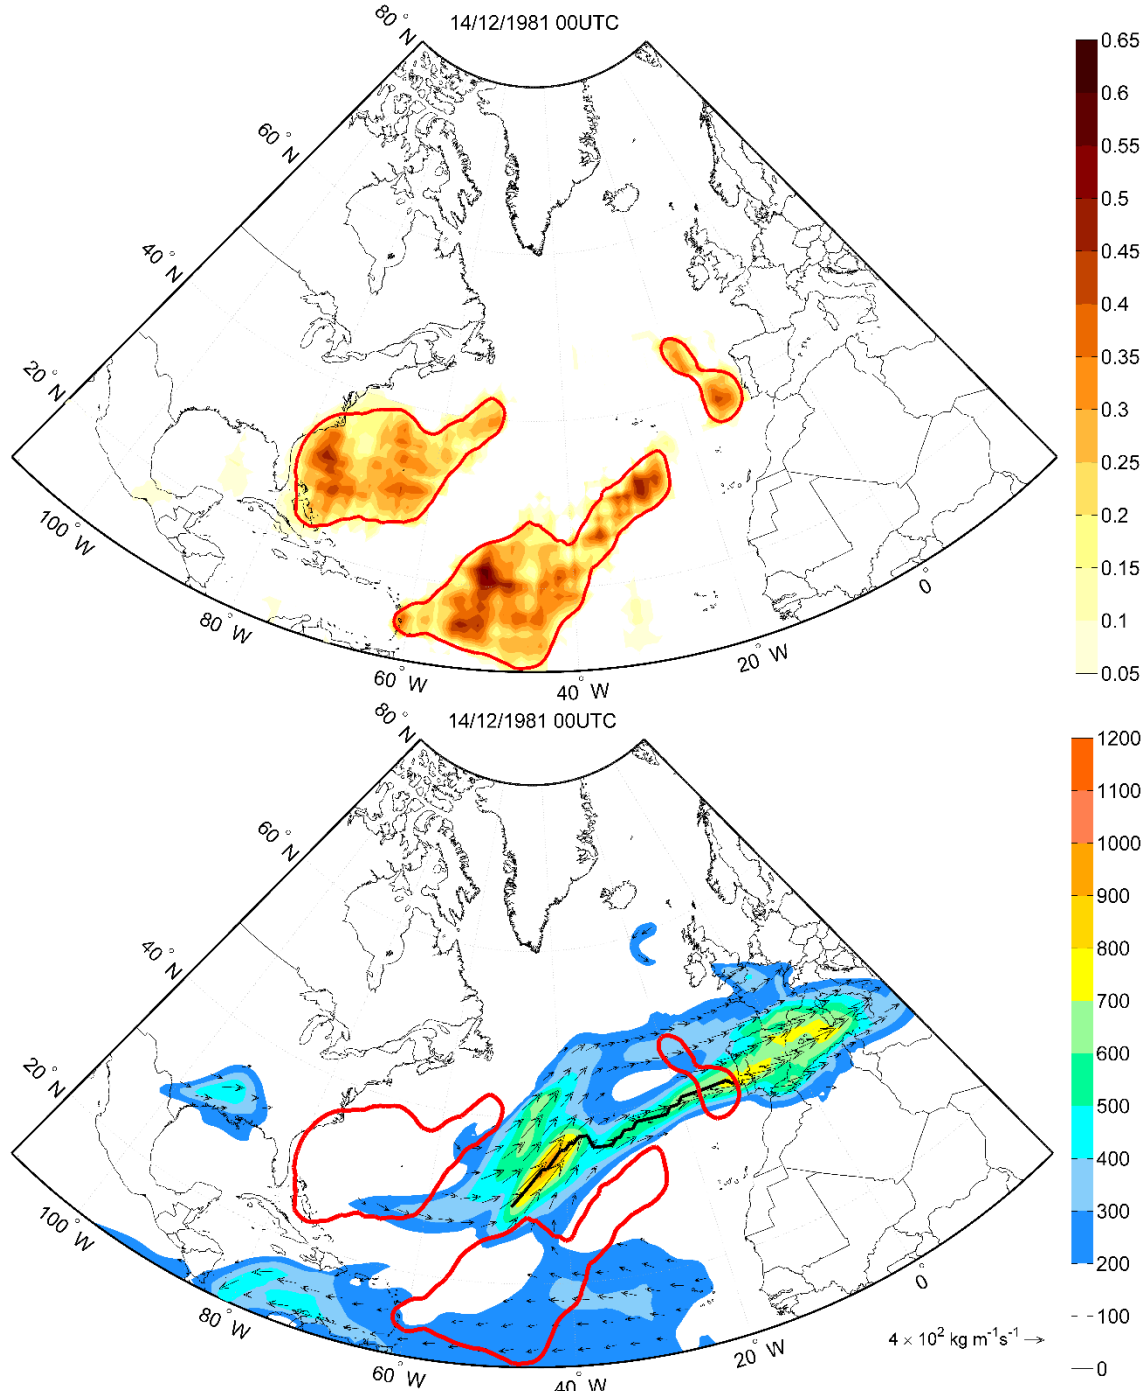 14/12/1981 00UTC
80 °N
60 °N
40 °N
20 °N
100 °W
80 °W
60 °W
40 °W
20 °W
0 °
0.65
0.6
0.55
0.5
0.45
0.4
0.35
0.3
0.25
0.2
0.15
0.1
0.05
14/12/1981 00UTC
80 °N
60 °N
40 °N
20 °N
100 °W
80 °W
60 °W
40 °W
20 °W
0 °
1200
1100
1000
900
800
700
600
500
400
300
200
100
0
4 × 10² kg m⁻¹s⁻¹ →